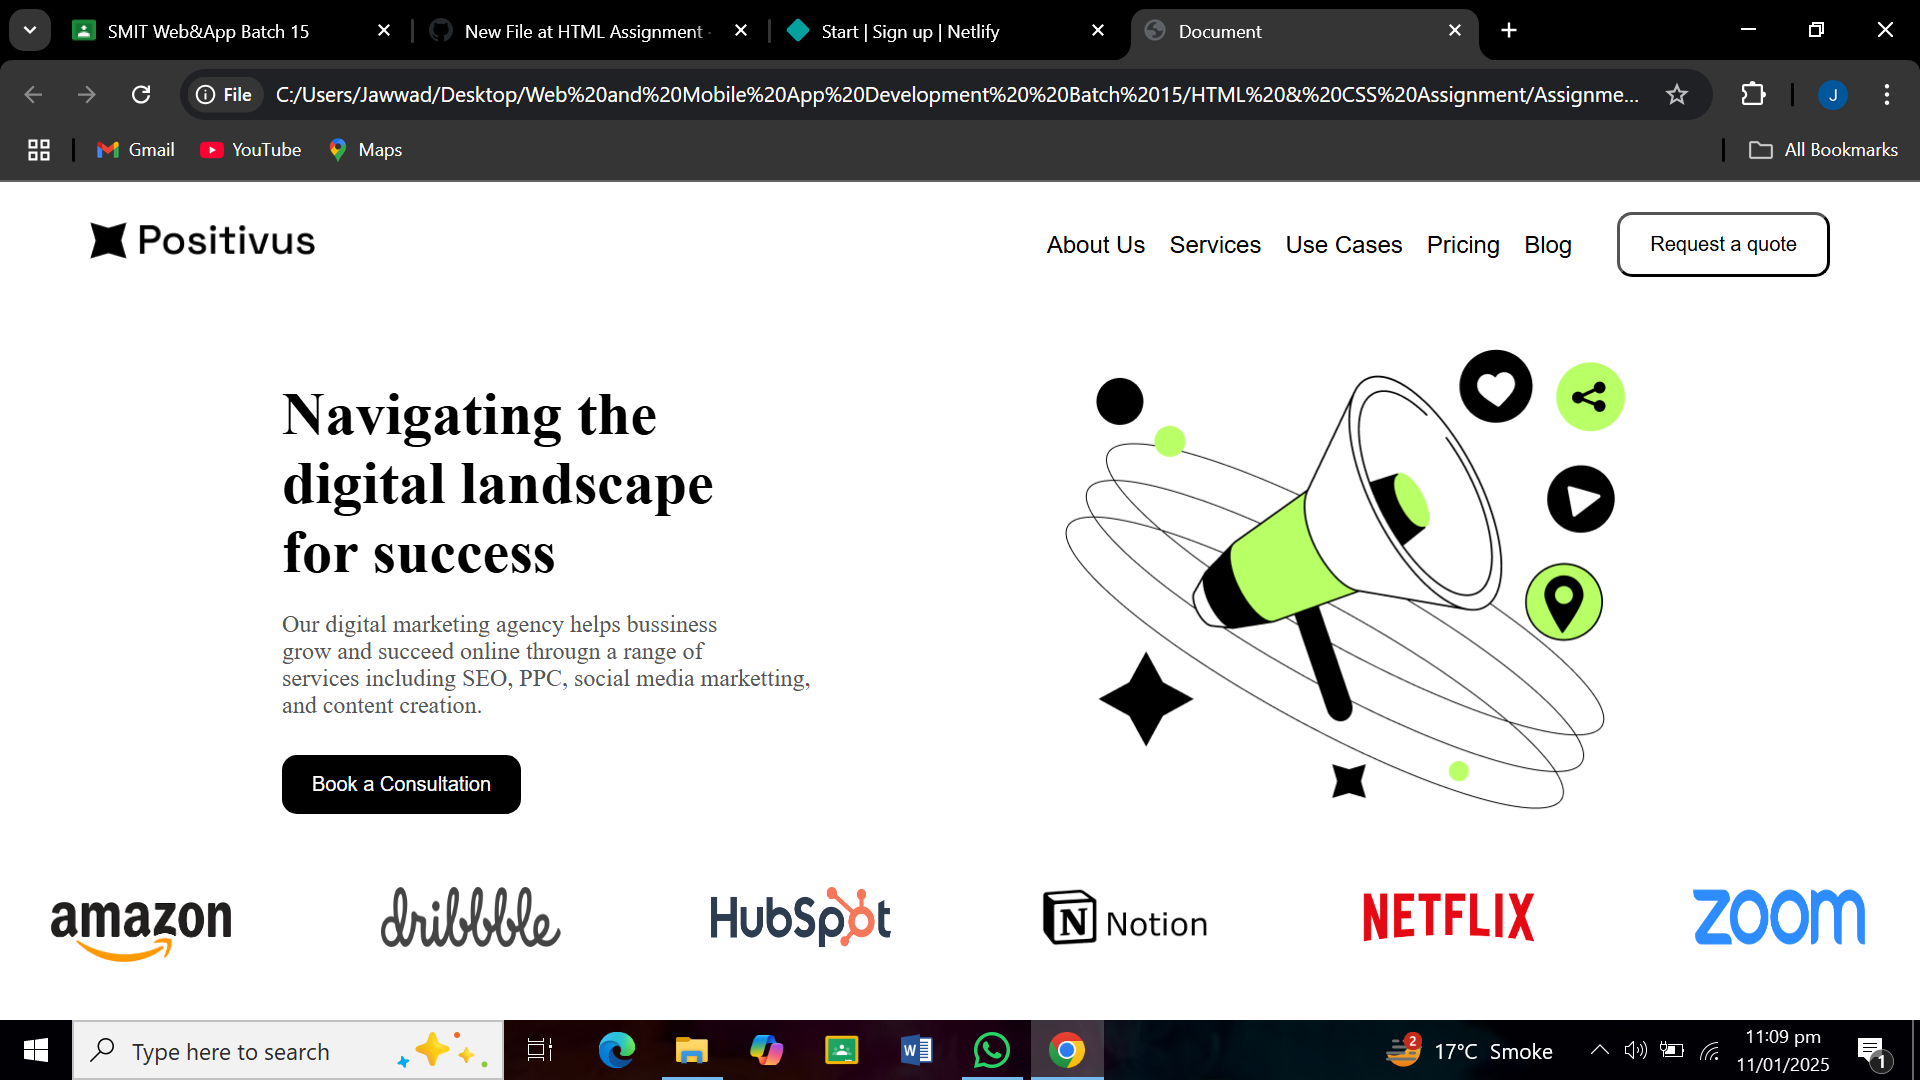 SMIT Web&App Batch 15
New File at HTML Assignment
Start | Sign up | Netlify
Document
File
C:/Users/Jawwad/Desktop/Web%20and%20Mobile%20App%20Development%20%20Batch%2015/HTML%20&%20CSS%20Assignment/Assignme...
J
Gmail
YouTube
Maps
All Bookmarks
Positivus
About Us
Services
Use Cases
Pricing
Blog
Request a quote
Navigating the
digital landscape
for success
Our digital marketing agency helps bussiness
grow and succeed online througn a range of
services including SEO, PPC, social media marketting,
and content creation.
Book a Consultation
amazon
dribbble
HubSpot
N Notion
NETFLIX
zoom
Type here to search
W
2
17°C Smoke
11:09 pm
11/01/2025
1